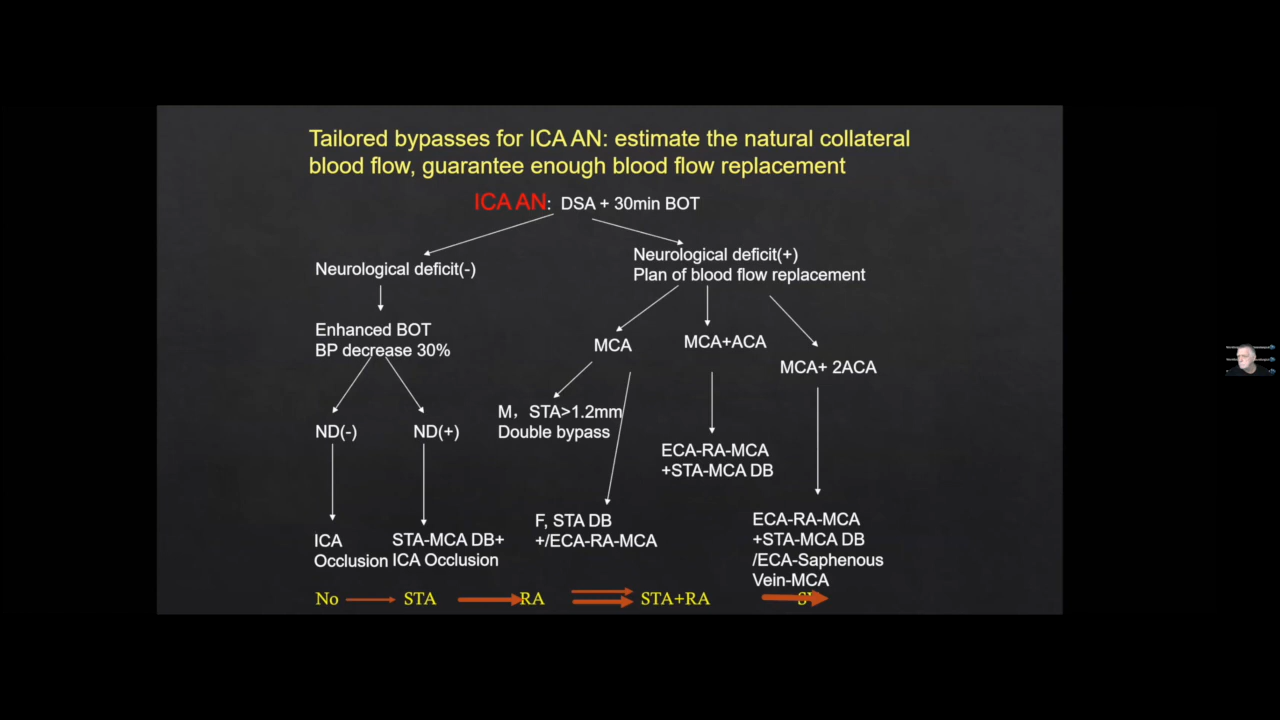 Tailored bypasses for ICA AN: estimate the natural collateral
blood flow, guarantee enough blood flow replacement
ICA AN: DSA + 30min BOT
Neurological deficit(-)
Neurological deficit(+)
Plan of blood flow replacement
Enhanced BOT
BP decrease 30%
MCA
MCA+ACA
MCA+ 2ACA
ND(-)
ND(+)
M，STA>1.2mm
Double bypass
ECA-RA-MCA
+STA-MCA DB
ICA
Occlusion
STA-MCA DB+
ICA Occlusion
F, STA DB
+/ECA-RA-MCA
ECA-RA-MCA
+STA-MCA DB
/ECA-Saphenous
Vein-MCA
No STA RA STA+RA